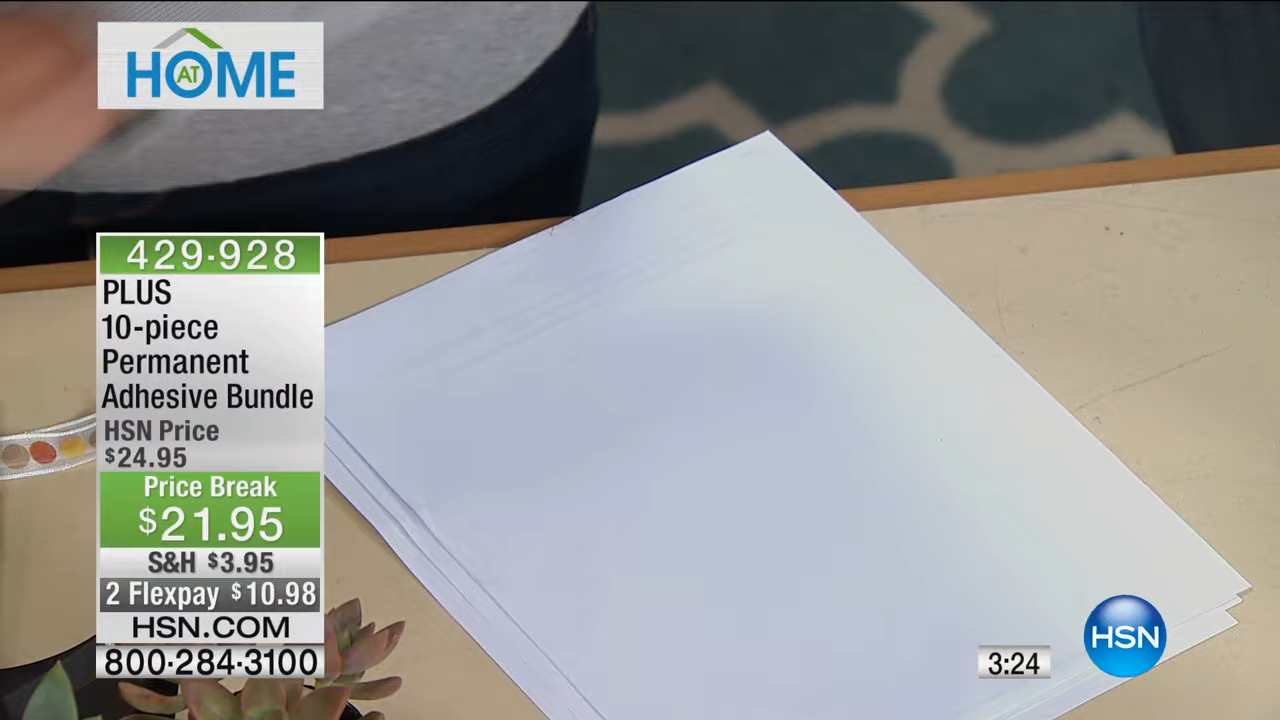 AT HOME
429·928
PLUS
10-piece
Permanent
Adhesive Bundle
HSN Price
$24.95
Price Break
$21.95
S&H $3.95
2 Flexpay $10.98
HSN.COM
800·284·3100
3:24
HSN